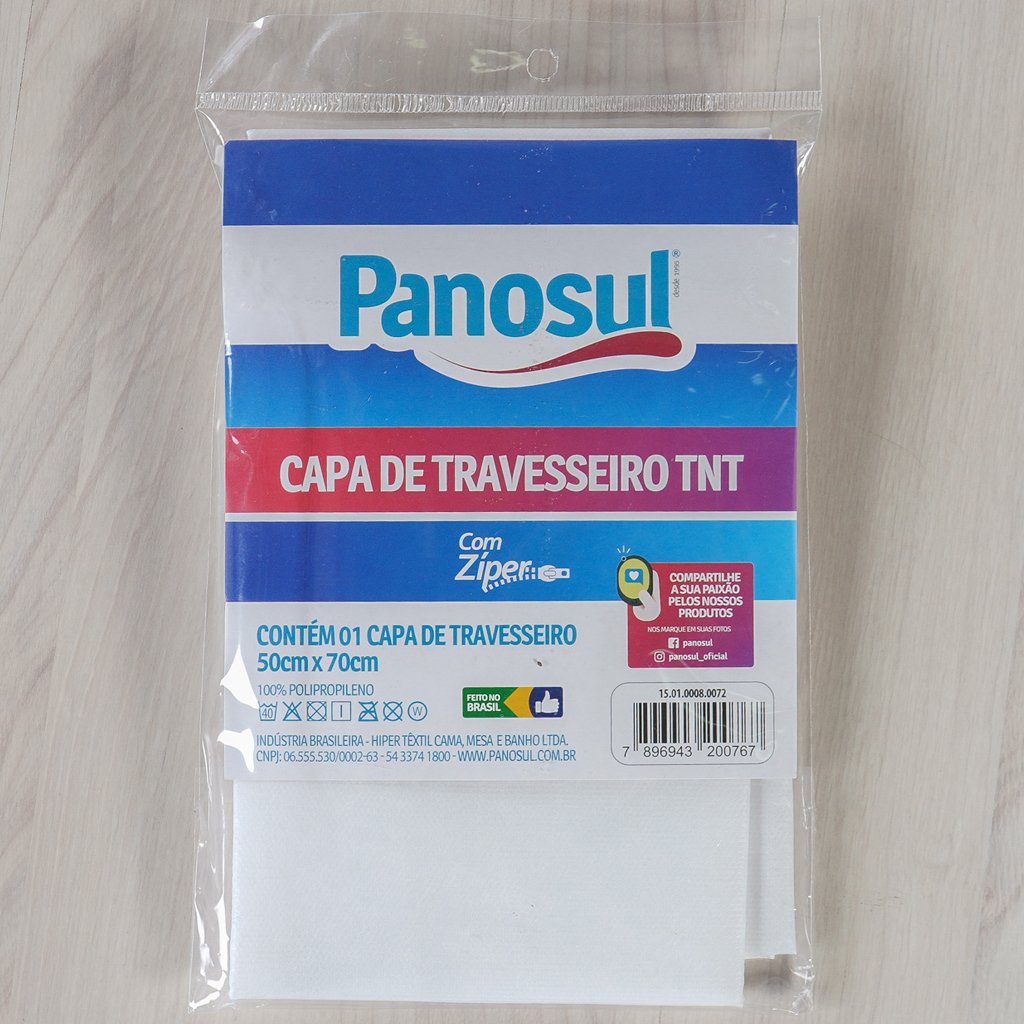 Panosul
desde 1995 ®
CAPA DE TRAVESSEIRO TNT
Com
Zíper
COMPARTILHE
A SUA PAIXÃO
PELOS NOSSOS
PRODUTOS
NOS MARQUE EM SUAS FOTOS
panosul
panosul_oficial
CONTÉM 01 CAPA DE TRAVESSEIRO
50cm x 70cm
100% POLIPROPILENO
40
W
FEITO NO
BRASIL
INDÚSTRIA BRASILEIRA - HIPER TÊXTIL CAMA, MESA E BANHO LTDA.
CNPJ: 06.555.530/0002-63 - 54 3374 1800 - WWW.PANOSUL.COM.BR
15.01.0008.0072
7 896943 200767